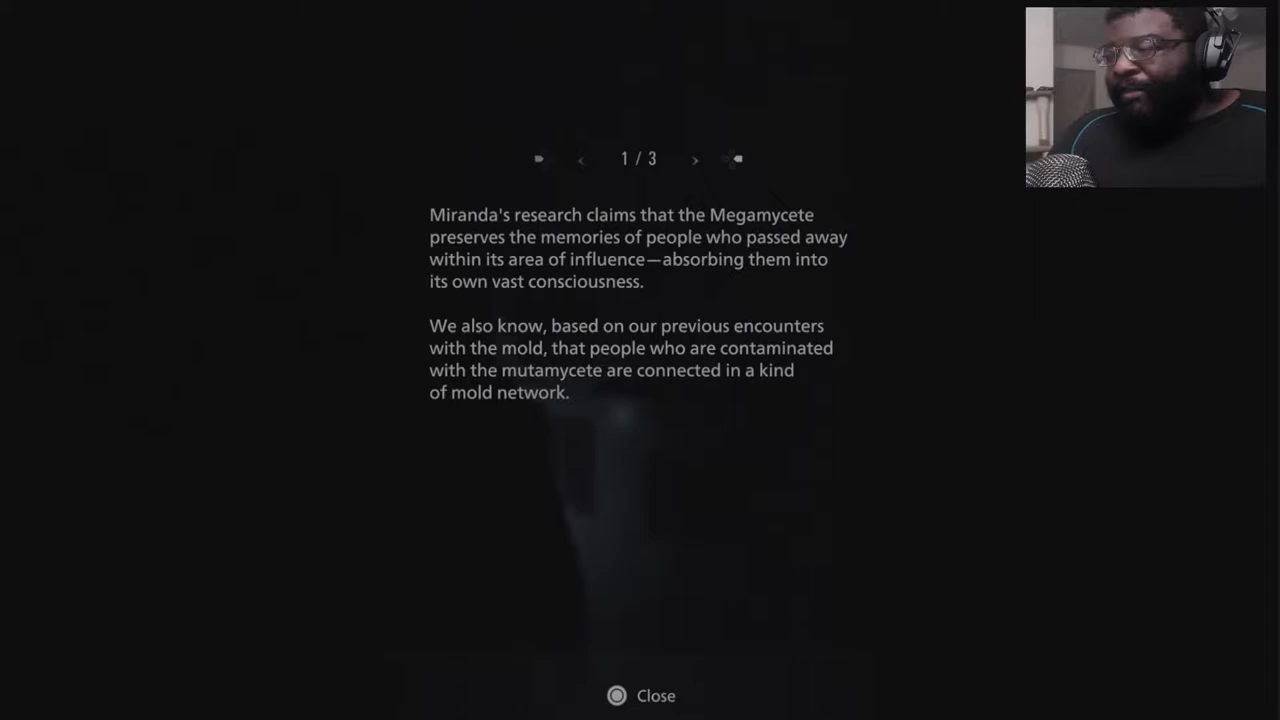 1 / 3
Miranda's research claims that the Megamycete
preserves the memories of people who passed away
within its area of influence—absorbing them into
its own vast consciousness.
We also know, based on our previous encounters
with the mold, that people who are contaminated
with the mutamycete are connected in a kind
of mold network.
Close